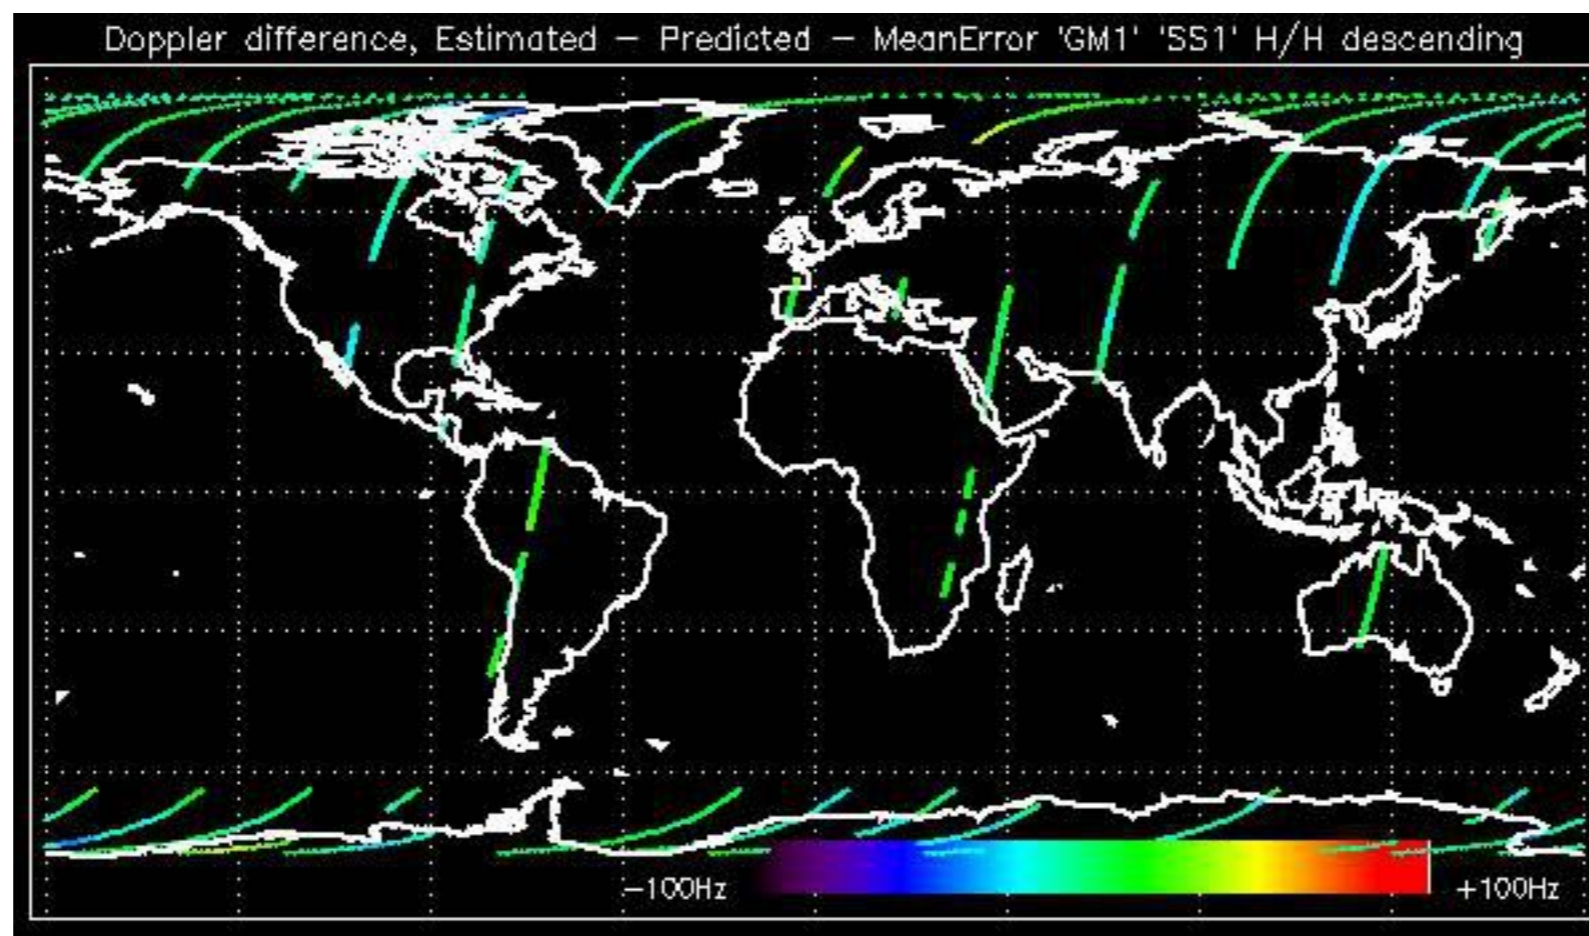 Doppler difference, Estimated — Predicted — MeanError 'GM1' 'SS1' H/H descending
—100Hz +100Hz